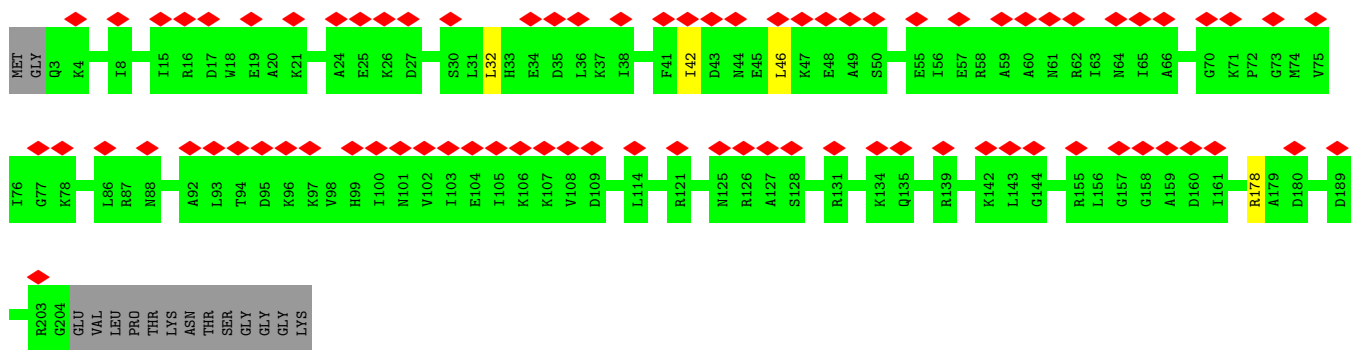 MET GLY Q3 K4 I8 I15 R16 D17 W18 E19 A20 K21 A24 E25 K26 D27 S30 L31 L32 H33 E34 D35 L36 K37 I38 F41 I42 D43 N44 E45 L46 K47 E48 A49 S50 E55 I56 E57 R58 A59 A60 N61 R62 I63 N64 I65 A66 G70 K71 P72 G73 M74 V75
I76 G77 K78 L86 R87 N88 A92 L93 T94 D95 K96 K97 V98 H99 I100 N101 V102 I103 E104 I105 K106 K107 V108 D109 L114 R121 N125 R126 A127 S128 R131 K134 Q135 R139 K142 L143 G144 R155 L156 G157 G158 A159 D160 I161 R178 A179 D180 D189
R203 G204 GLU VAL LEU PRO THR LYS ASN THR SER GLY GLY GLY LYS